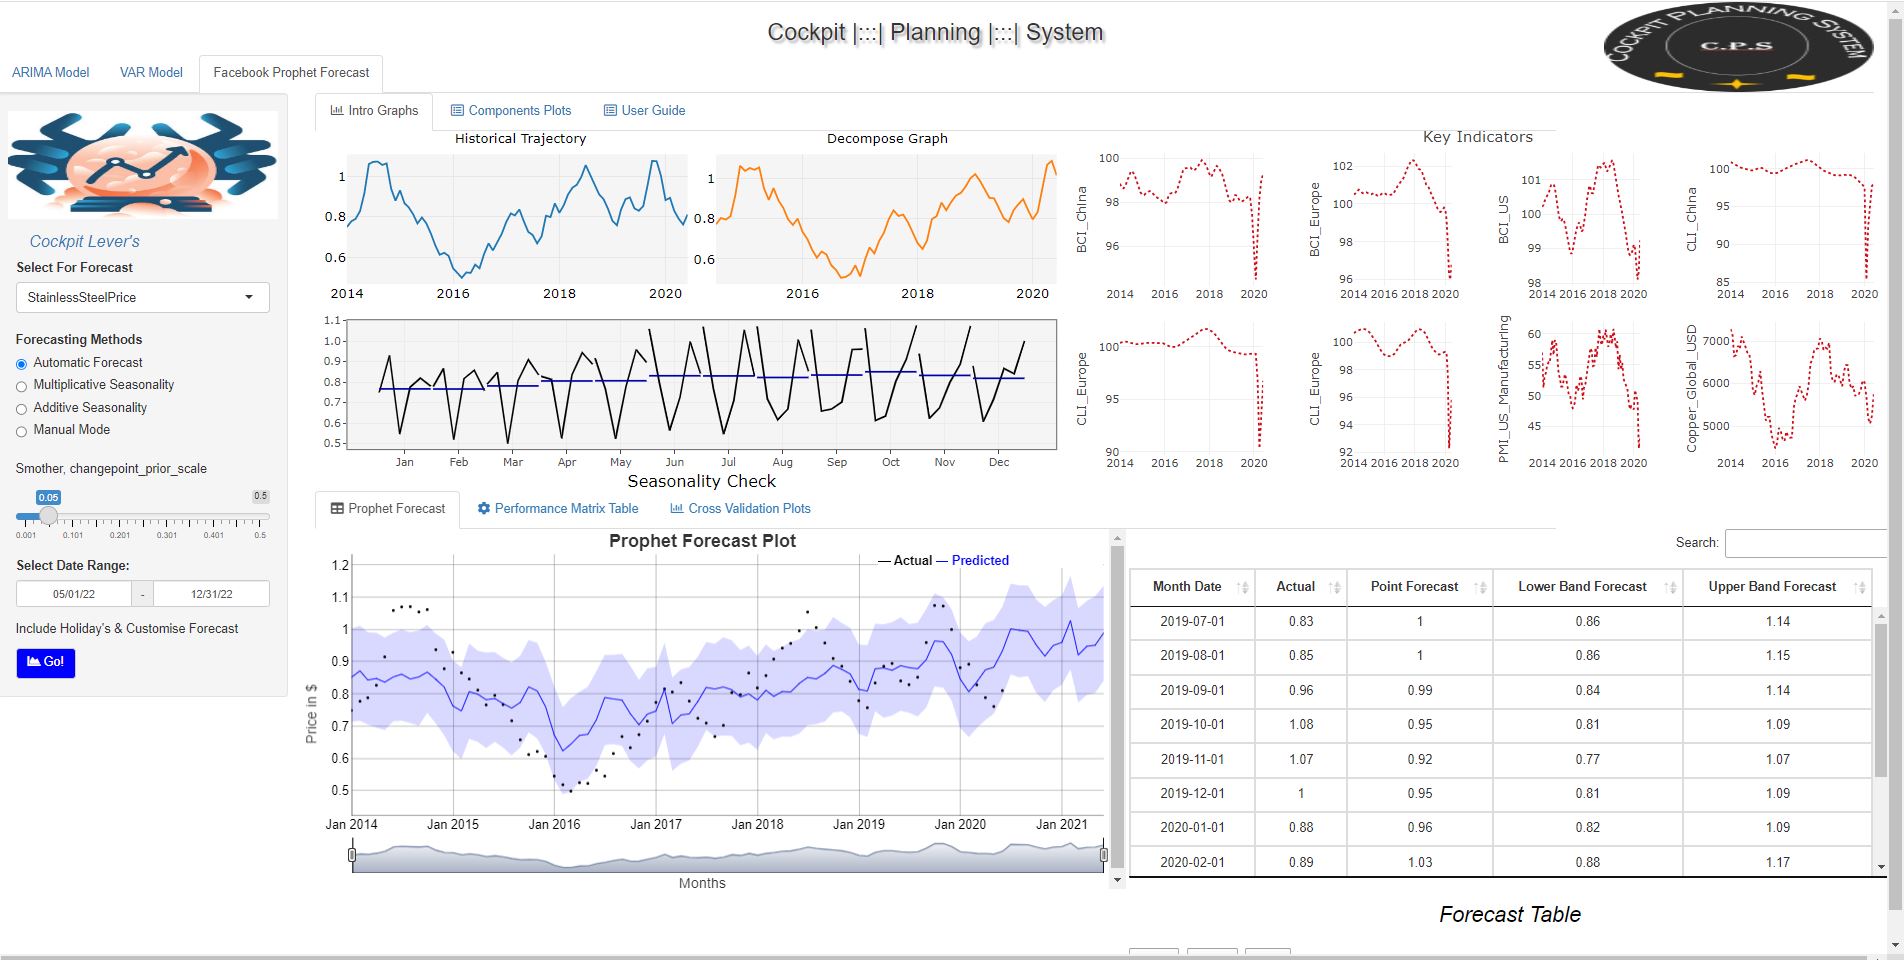 Cockpit |:::| Planning |:::| System
COCKPIT PLANNING SYSTEM
C.P.S
ARIMA Model
VAR Model
Facebook Prophet Forecast
Intro Graphs
Components Plots
User Guide
Cockpit Lever's
Select For Forecast
StainlessSteelPrice
Forecasting Methods
Automatic Forecast
Multiplicative Seasonality
Additive Seasonality
Manual Mode
Smother, changepoint_prior_scale
0.05 0.5
0.001 0.101 0.201 0.301 0.401 0.5
Select Date Range:
05/01/22 - 12/31/22
Include Holiday's & Customise Forecast
Go!
Historical Trajectory
1
0.8
0.6
2014 2016 2018 2020
Decompose Graph
1
0.8
0.6
2016 2018 2020
Key Indicators
BCI_China
100
98
96
2014 2016 2018 2020
BCI_Europe
102
100
98
96
2014 2016 2018 2020
BCI_US
101
100
99
98
2014 2016 2018 2020
CLI_China
100
95
90
85
2014 2016 2018 2020
CLI_Europe
100
95
90
2014 2016 2018 2020
CLI_Europe
100
98
96
94
92
2014 2016 2018 2020
PMI_US_Manufacturing
60
55
50
45
2014 2016 2018 2020
Copper_Global_USD
7000
6000
5000
2014 2016 2018 2020
1.1
1.0
0.9
0.8
0.7
0.6
0.5
Jan Feb Mar Apr May Jun Jul Aug Sep Oct Nov Dec
Seasonality Check
Prophet Forecast
Performance Matrix Table
Cross Validation Plots
Prophet Forecast Plot
Actual Predicted
Price in $
1.2
1.1
1
0.9
0.8
0.7
0.6
0.5
Jan 2014 Jan 2015 Jan 2016 Jan 2017 Jan 2018 Jan 2019 Jan 2020 Jan 2021
Months
Search:
Month Date Actual Point Forecast Lower Band Forecast Upper Band Forecast
2019-07-01 0.83 1 0.86 1.14
2019-08-01 0.85 1 0.86 1.15
2019-09-01 0.96 0.99 0.84 1.14
2019-10-01 1.08 0.95 0.81 1.09
2019-11-01 1.07 0.92 0.77 1.07
2019-12-01 1 0.95 0.81 1.09
2020-01-01 0.88 0.96 0.82 1.09
2020-02-01 0.89 1.03 0.88 1.17
Forecast Table